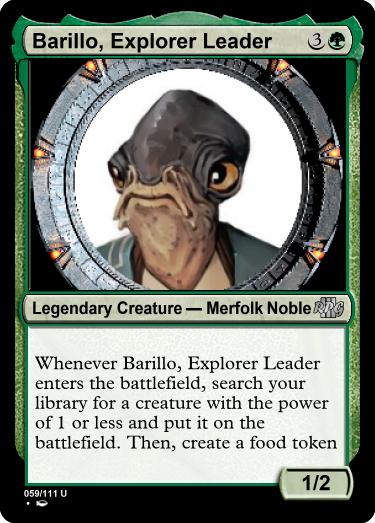 Barillo, Explorer Leader 3
Legendary Creature — Merfolk Noble RPG
Whenever Barillo, Explorer Leader
enters the battlefield, search your
library for a creature with the power
of 1 or less and put it on the
battlefield. Then, create a food token
1/2
059/111 U